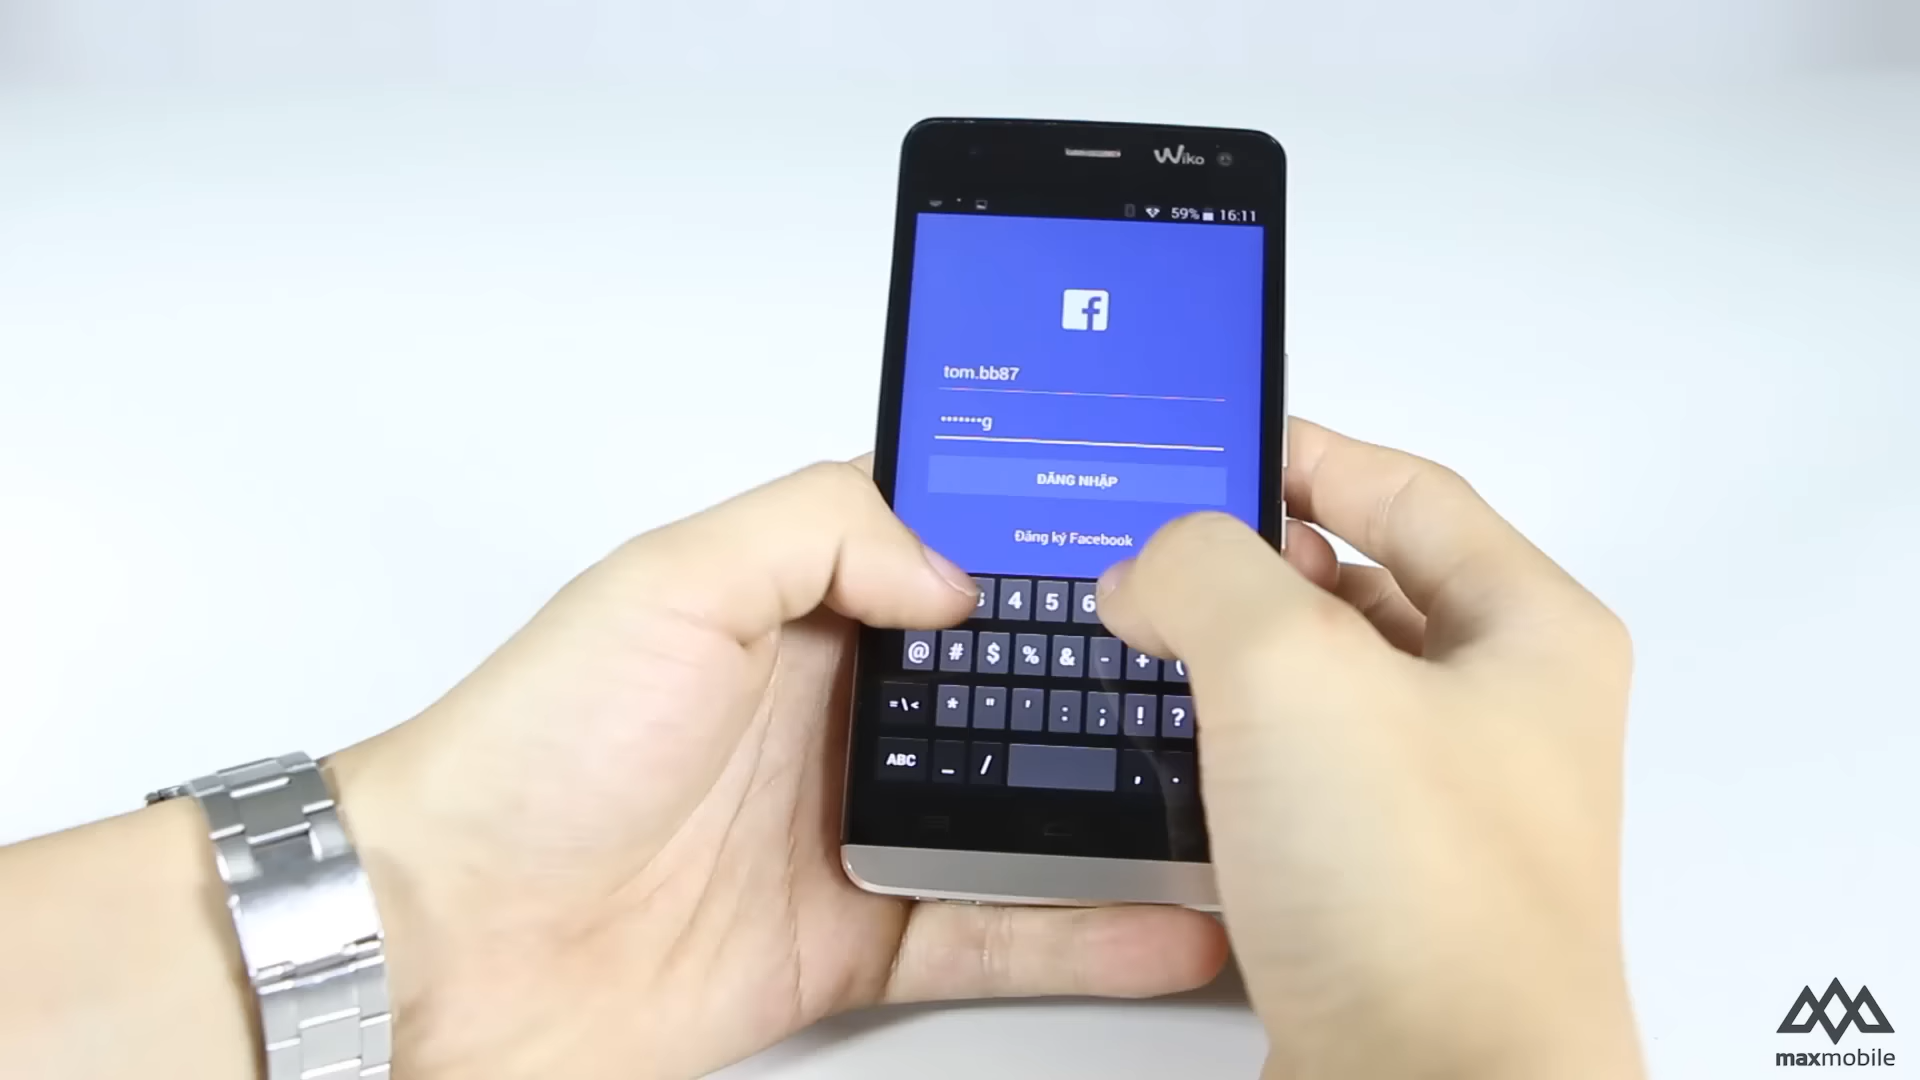 Wiko
59% 16:11
tom.bb87
•••••••g
ĐĂNG NHẬP
Đăng ký Facebook
4 5 6
@ # $ % & - + (
= \ < * " ' : ; ! ?
ABC _ / , .
maxmobile